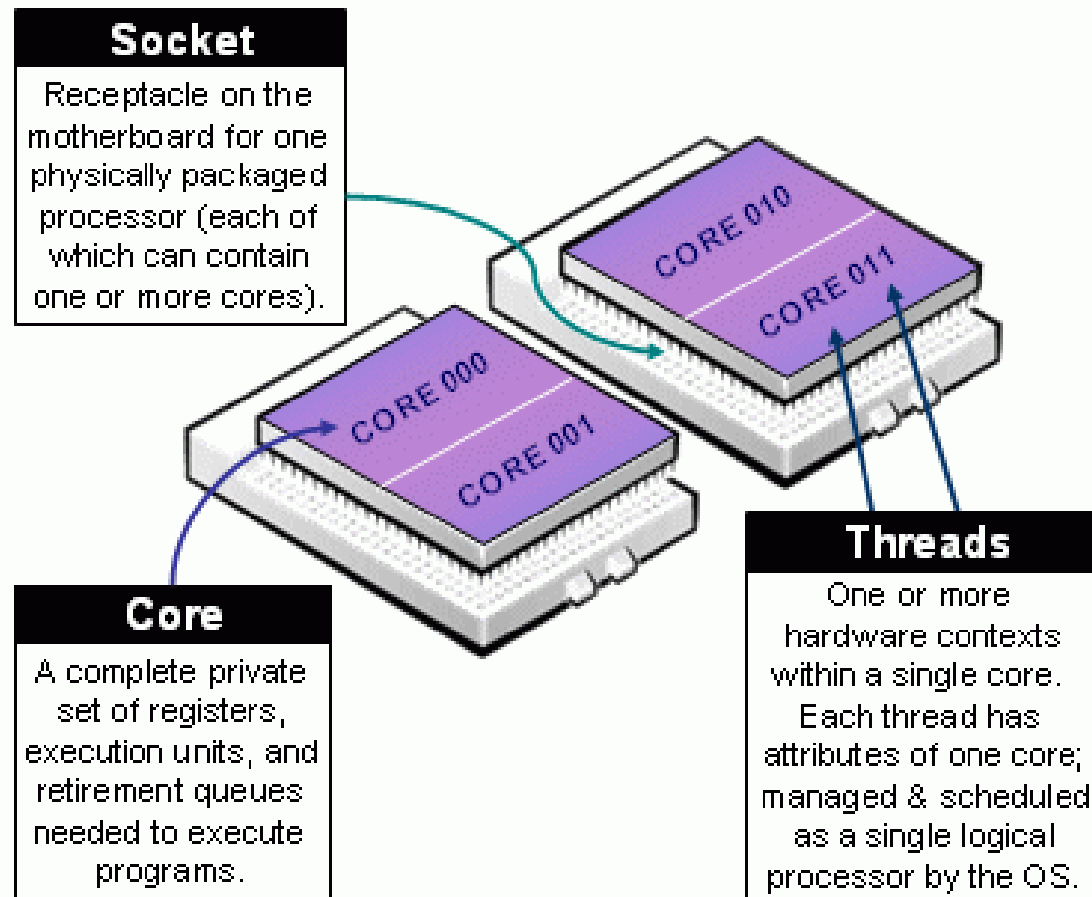 Socket
Receptacle on the
motherboard for one
physically packaged
processor (each of
which can contain
one or more cores).
CORE 010
CORE 011
CORE 000
CORE 001
Core
A complete private
set of registers,
execution units, and
retirement queues
needed to execute
programs.
Threads
One or more
hardware contexts
within a single core.
Each thread has
attributes of one core;
managed & scheduled
as a single logical
processor by the OS.